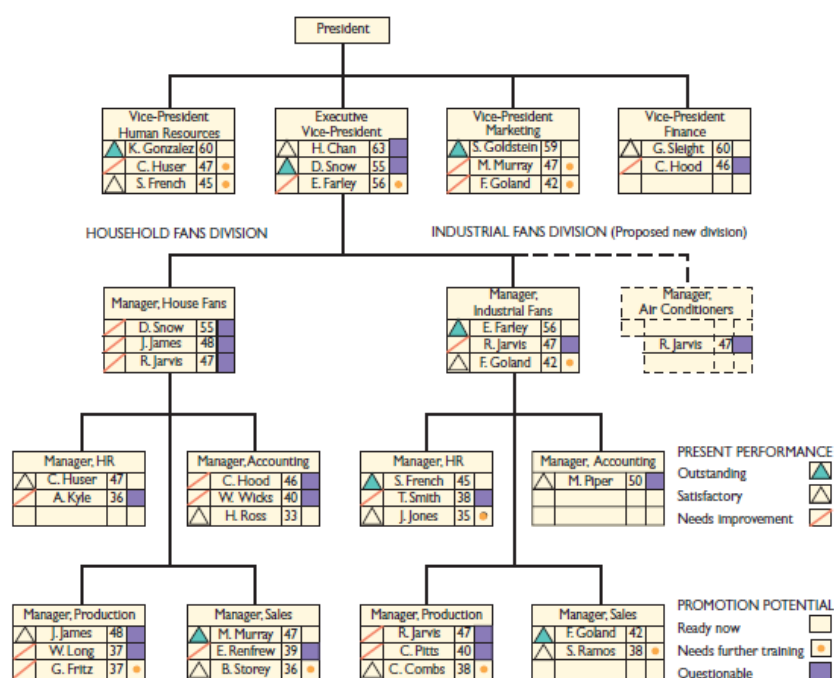 President
Vice-President
Human Resources
K. Gonzalez 60
C. Huser 47
S. French 45
Executive
Vice-President
H. Chan 63
D. Snow 55
E. Farley 56
Vice-President
Marketing
S. Goldstein 59
M. Murray 47
F. Goland 42
Vice-President
Finance
G. Sleight 60
C. Hood 46
HOUSEHOLD FANS DIVISION
INDUSTRIAL FANS DIVISION (Proposed new division)
Manager, House Fans
D. Snow 55
J. James 48
R. Jarvis 47
Manager,
Industrial Fans
E. Farley 56
R. Jarvis 47
F. Goland 42
Manager,
Air Conditioners
R. Jarvis 47
Manager, HR
C. Huser 47
A. Kyle 36
Manager, Accounting
C. Hood 46
W. Wicks 40
H. Ross 33
Manager, HR
S. French 45
T. Smith 38
J. Jones 35
Manager, Accounting
M. Piper 50
PRESENT PERFORMANCE
Outstanding
Satisfactory
Needs improvement
Manager, Production
J. James 48
W. Long 37
G. Fritz 37
Manager, Sales
M. Murray 47
E. Renfrew 39
B. Storey 36
Manager, Production
R. Jarvis 47
C. Pitts 40
C. Combs 38
Manager, Sales
F. Goland 42
S. Ramos 38
PROMOTION POTENTIAL
Ready now
Needs further training
Questionable